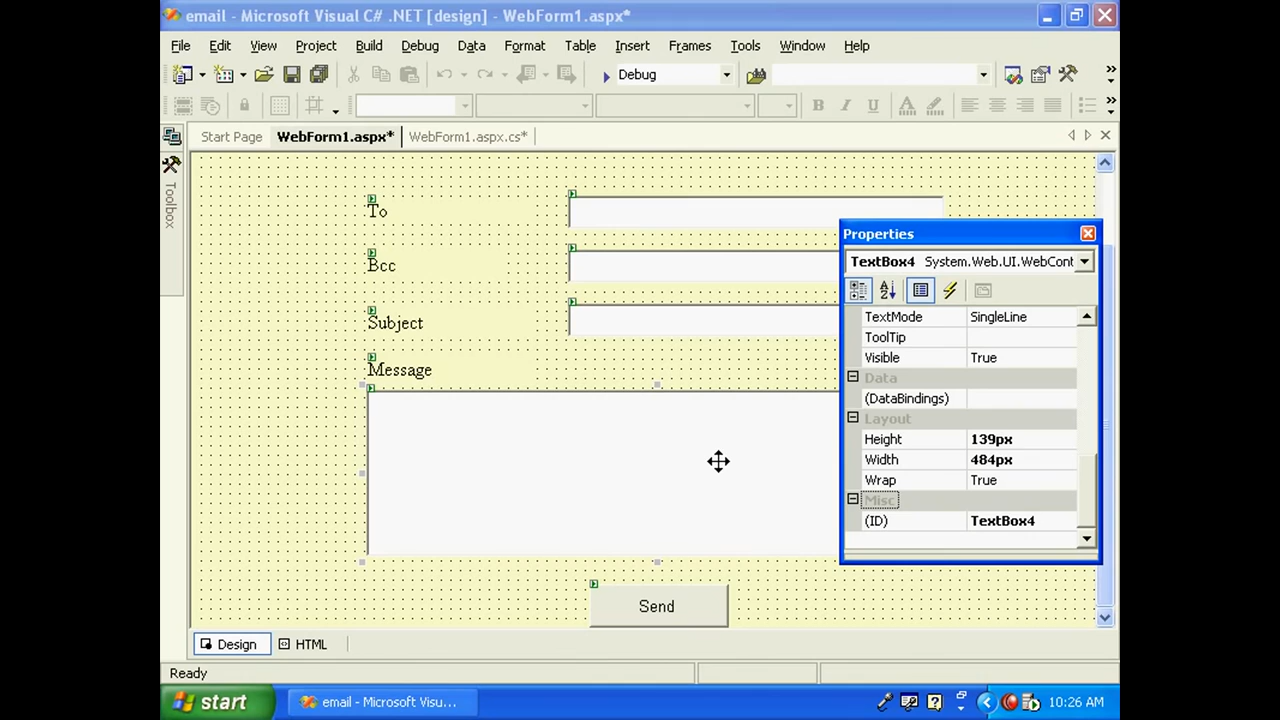 email - Microsoft Visual C# .NET [design] - WebForm1.aspx*
File Edit View Project Build Debug Data Format Table Insert Frames Tools Window Help
Debug
B I U A
Start Page WebForm1.aspx* WebForm1.aspx.cs*
Toolbox
To
Bcc
Subject
Message
Send
Properties
TextBox4 System.Web.UI.WebCont
TextMode SingleLine
ToolTip
Visible True
Data
(DataBindings)
Layout
Height 139px
Width 484px
Wrap True
Misc
(ID) TextBox4
Design HTML
Ready
start email - Microsoft Visu... 10:26 AM